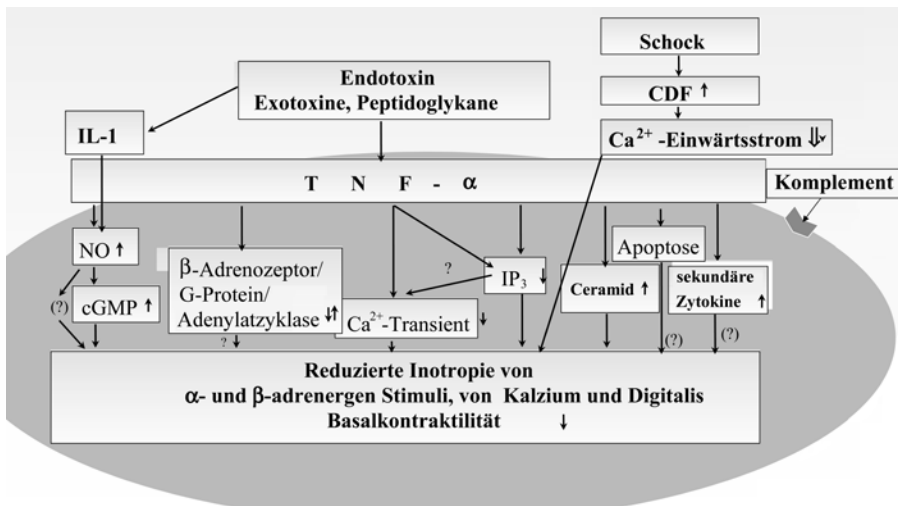 Schock
CDF ↑
Ca²⁺ -Einwärtsstrom ⇓
Endotoxin
Exotoxine, Peptidoglykane
IL-1
T N F - α
Komplement
NO ↑
(?)
cGMP ↑
β-Adrenozeptor/
G-Protein/
Adenylatzyklase ↓↑
?
?
Ca²⁺-Transient ↓
IP₃ ↓
Ceramid ↑
Apoptose
(?)
sekundäre
Zytokine ↑
(?)
Reduzierte Inotropie von
α- und β-adrenergen Stimuli, von Kalzium und Digitalis
Basalkontraktilität ↓